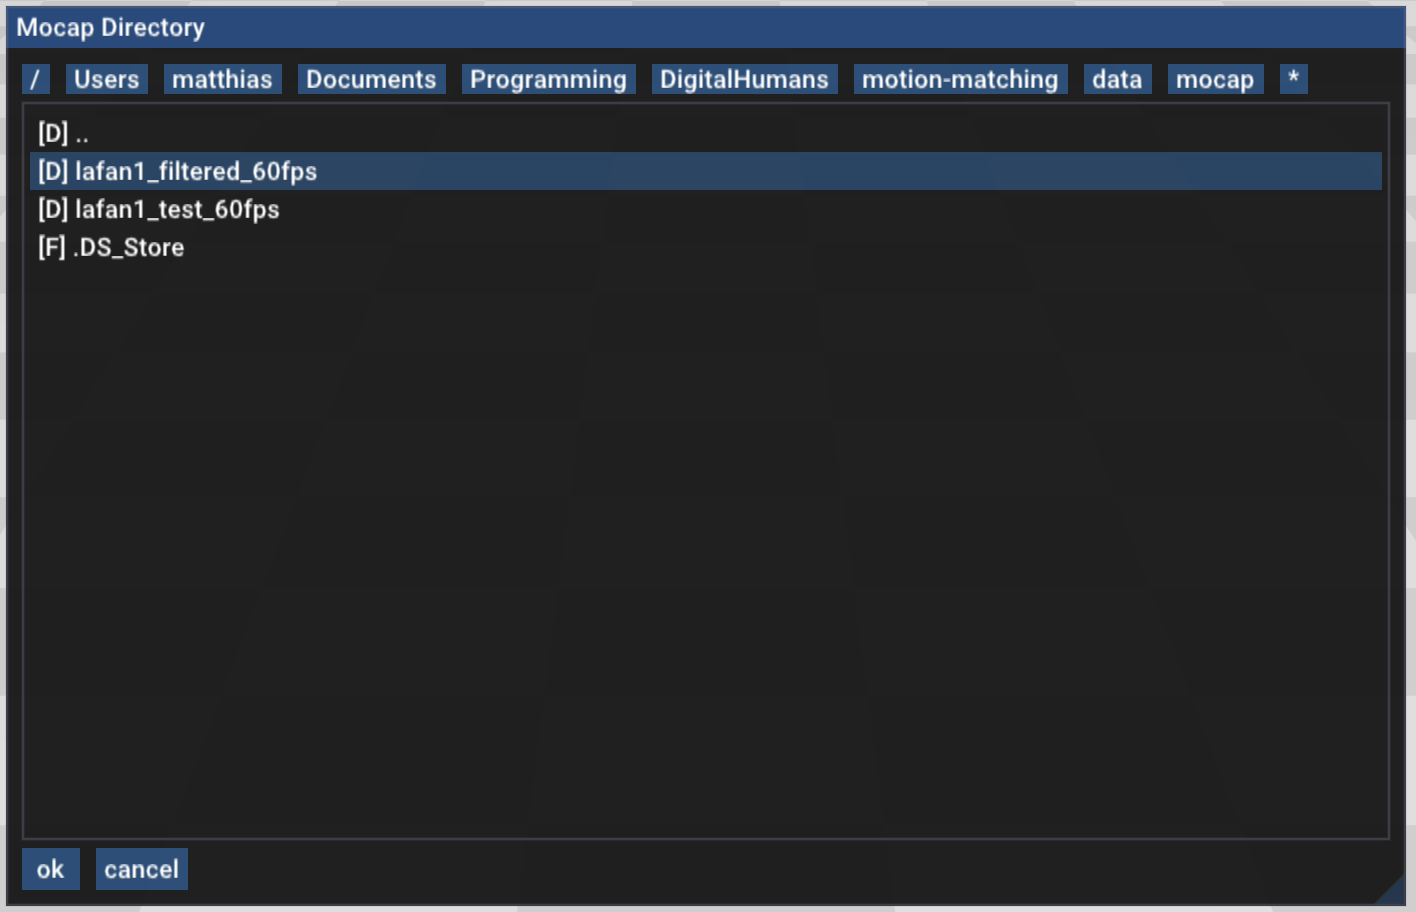 Mocap Directory
/ Users matthias Documents Programming DigitalHumans motion-matching data mocap *
[D] ..
[D] lafan1_filtered_60fps
[D] lafan1_test_60fps
[F] .DS_Store
ok cancel